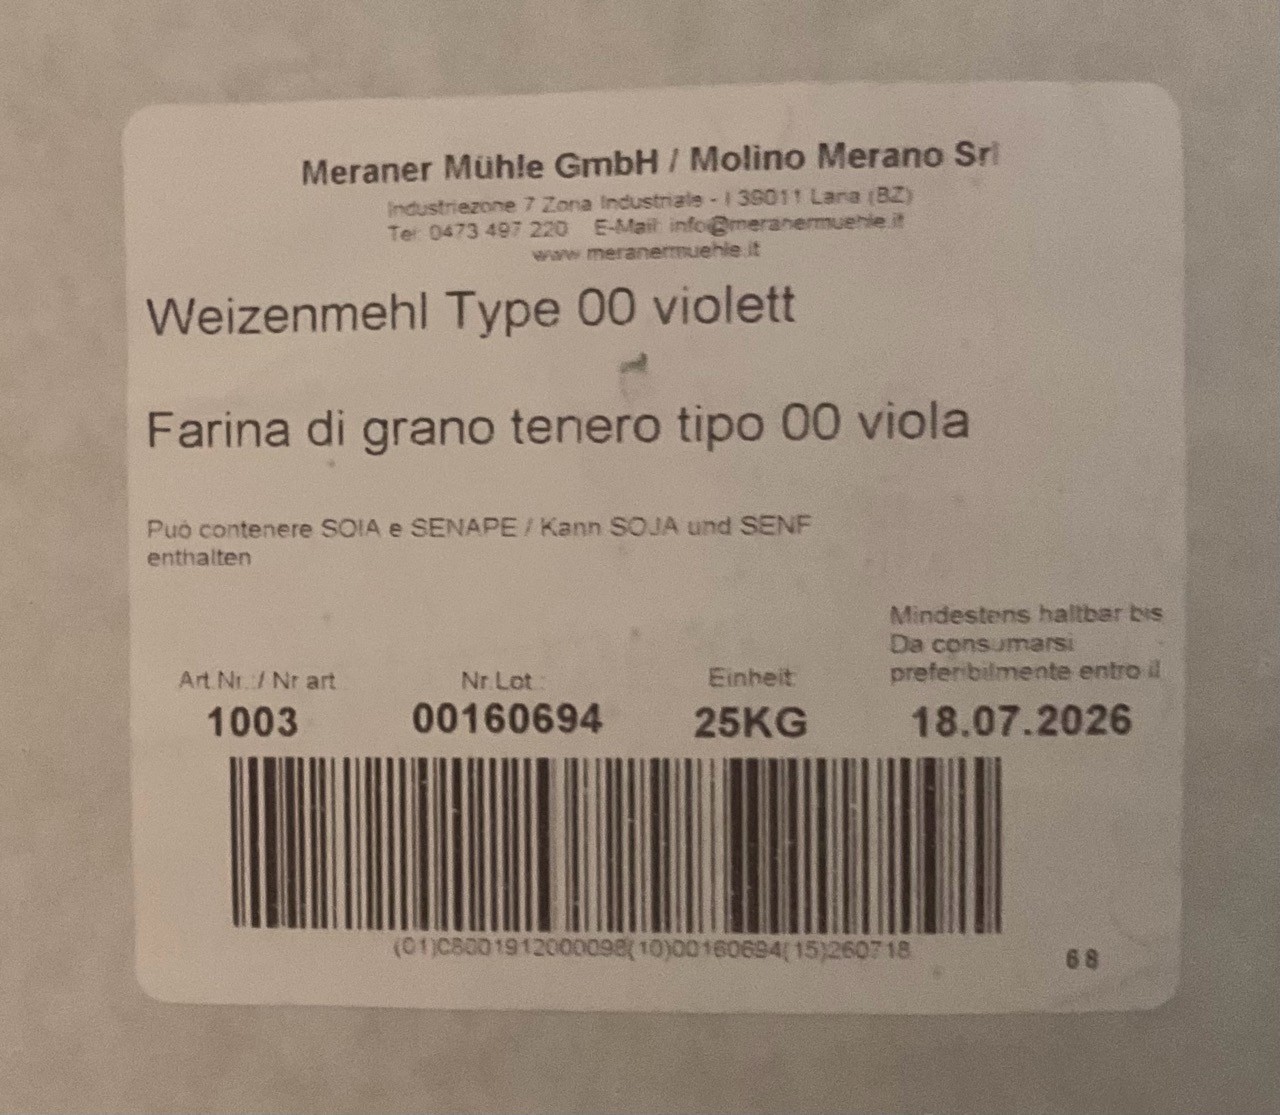 Meraner Mühle GmbH / Molino Merano Srl
Industriezone 7 Zona Industriale - I 39011 Lana (BZ)
Tel. 0473 497 220 E-Mail: info@meranermuehle.it
www.meranermuehle.it
Weizenmehl Type 00 violett
Farina di grano tenero tipo 00 viola
Può contenere SOIA e SENAPE / Kann SOJA und SENF
enthalten
Mindestens haltbar bis
Da consumarsi
preferibilmente entro il
Art.Nr.:/ Nr art Nr.Lot.: Einheit:
1003 00160694 25KG 18.07.2026
(01)08001912000098(10)00160694(15)260718
68